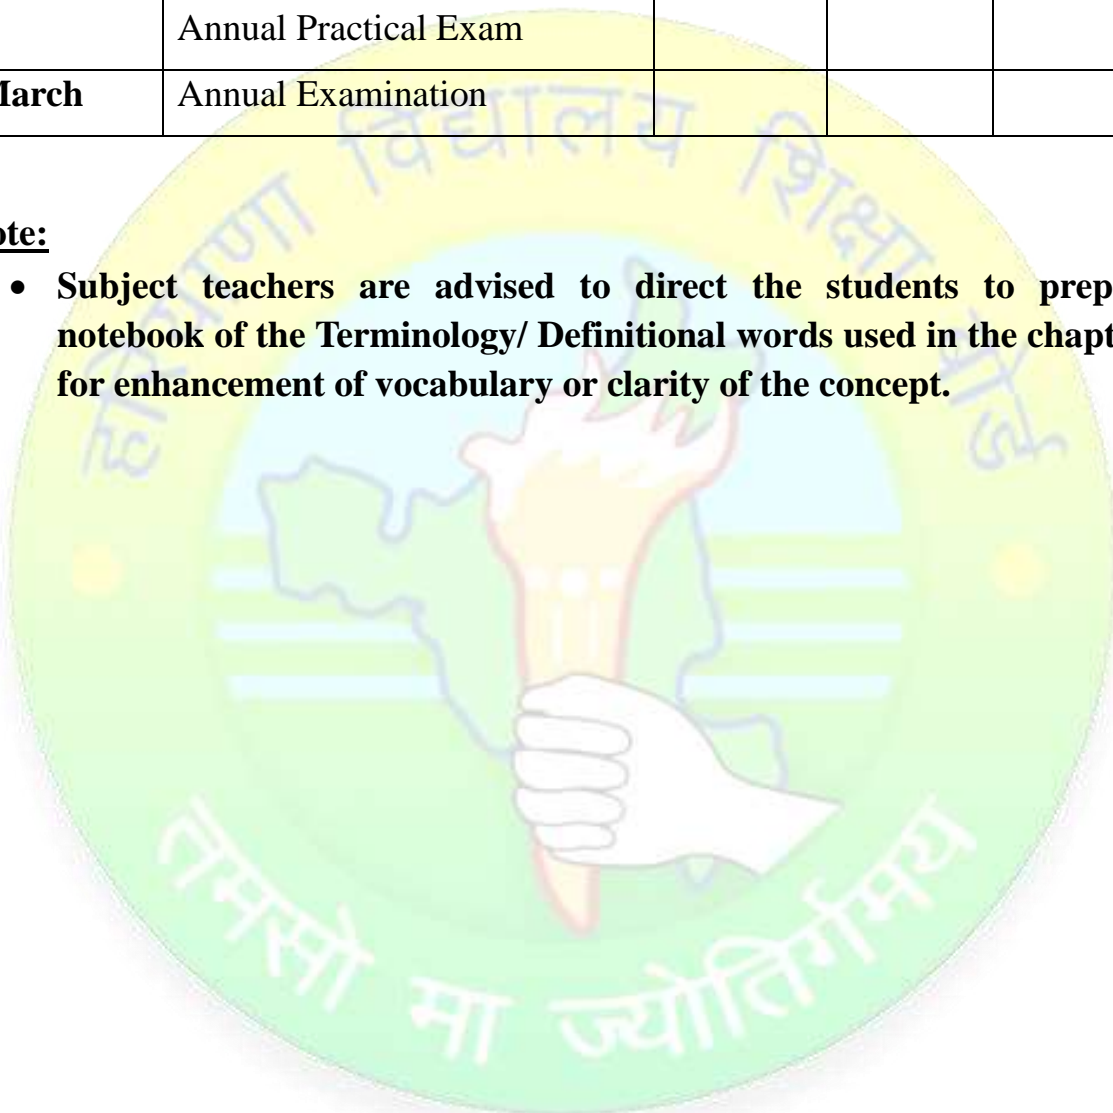 Annual Practical Exam
March Annual Examination
ote:
• Subject teachers are advised to direct the students to prep
notebook of the Terminology/ Definitional words used in the chapt
for enhancement of vocabulary or clarity of the concept.
हरियाणा विद्यालय शिक्षा बोर्ड
तमसो मा ज्योतिर्गमय